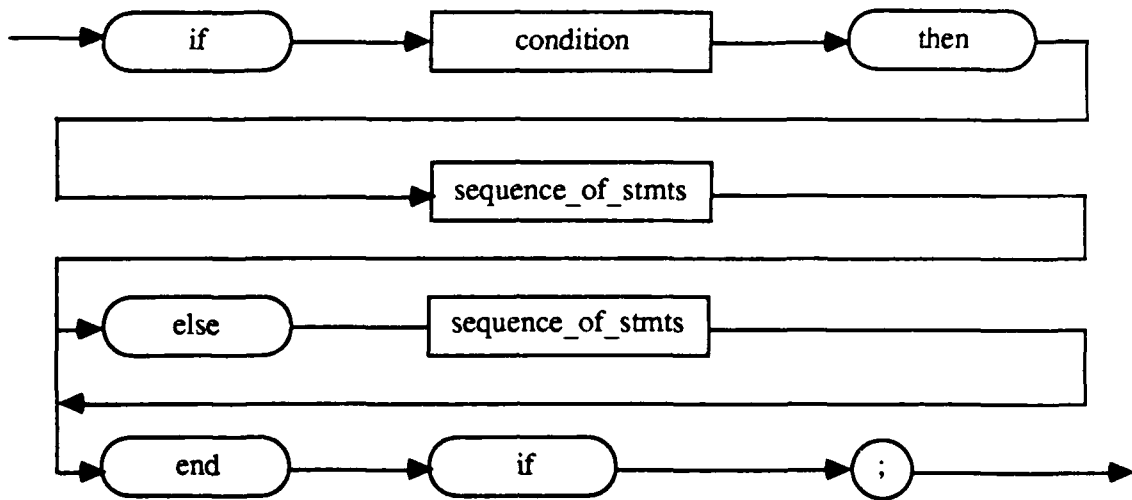 if condition then
sequence_of_stmts
else sequence_of_stmts
end if ;